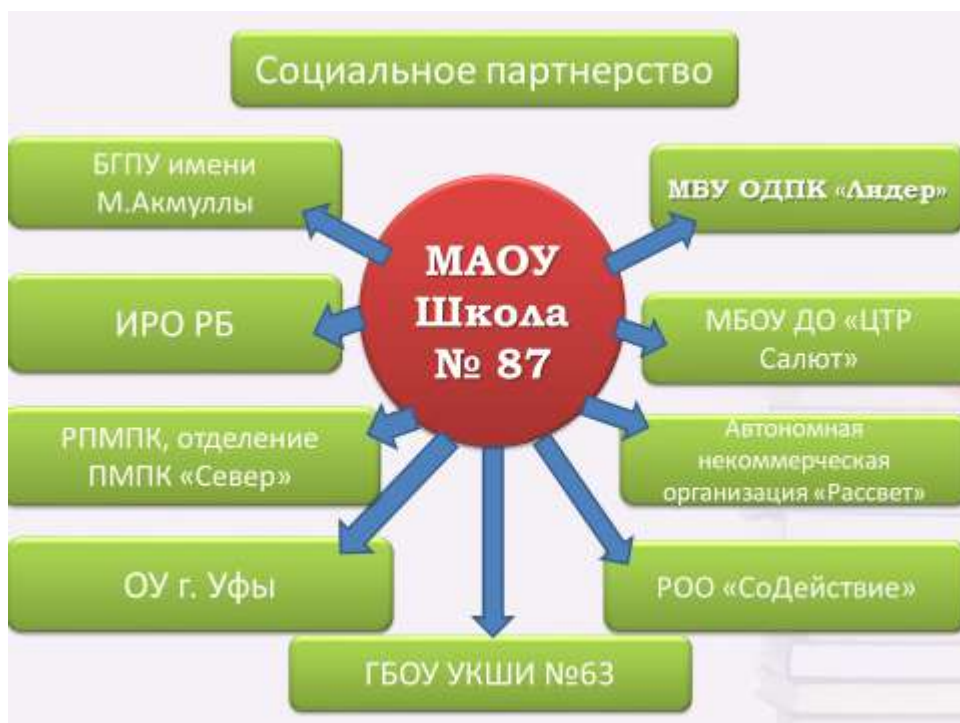 Социальное партнерство
БГПУ имени
М.Акмуллы
МБУ ОДПК «Лидер»
МАОУ
Школа
№ 87
ИРО РБ
МБОУ ДО «ЦТР
Салют»
РПМПК, отделение
ПМПК «Север»
Автономная
некоммерческая
организация «Рассвет»
ОУ г. Уфы
РОО «СоДействие»
ГБОУ УКШИ №63